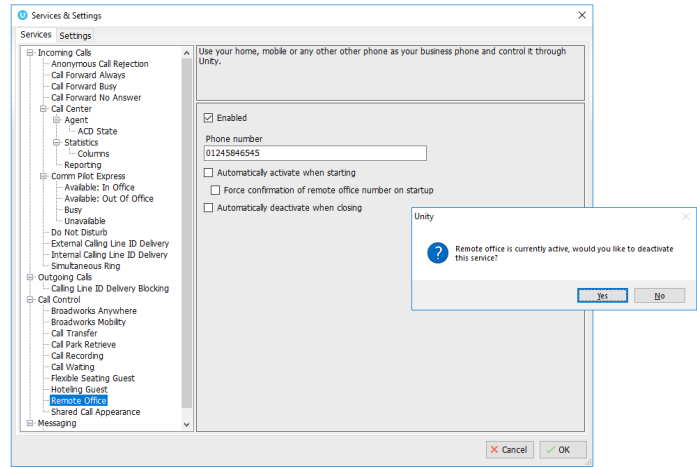 Services & Settings
Services
Settings
Incoming Calls
Anonymous Call Rejection
Call Forward Always
Call Forward Busy
Call Forward No Answer
Call Center
Agent
ACD State
Statistics
Columns
Reporting
Comm Pilot Express
Available: In Office
Available: Out Of Office
Busy
Unavailable
Do Not Disturb
External Calling Line ID Delivery
Internal Calling Line ID Delivery
Simultaneous Ring
Outgoing Calls
Calling Line ID Delivery Blocking
Call Control
Broadworks Anywhere
Broadworks Mobility
Call Transfer
Call Park Retrieve
Call Recording
Call Waiting
Flexible Seating Guest
Hoteling Guest
Remote Office
Shared Call Appearance
Messaging
Use your home, mobile or any other other phone as your business phone and control it through
Unity.
Enabled
Phone number
01245846545
Automatically activate when starting
Force confirmation of remote office number on startup
Automatically deactivate when closing
Unity
Remote office is currently active, would you like to deactivate
this service?
Yes
No
Cancel
OK